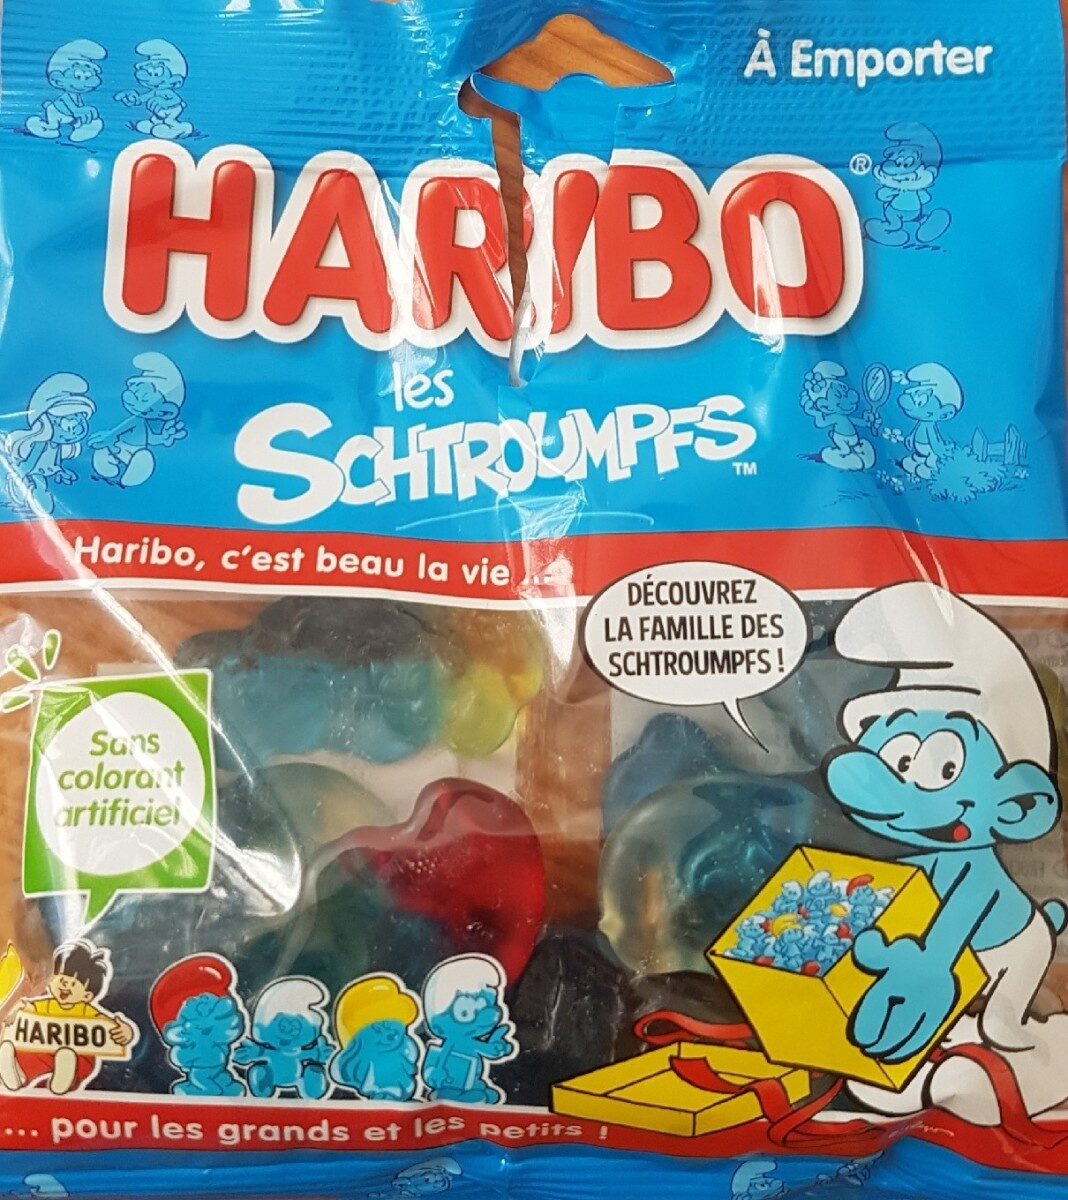 À Emporter
HARIBO®
les
SCHTROUMPFS™
Haribo, c'est beau la vie ...
DÉCOUVREZ
LA FAMILLE DES
SCHTROUMPFS !
Sans
colorant
artificiel
HARIBO
... pour les grands et les petits !